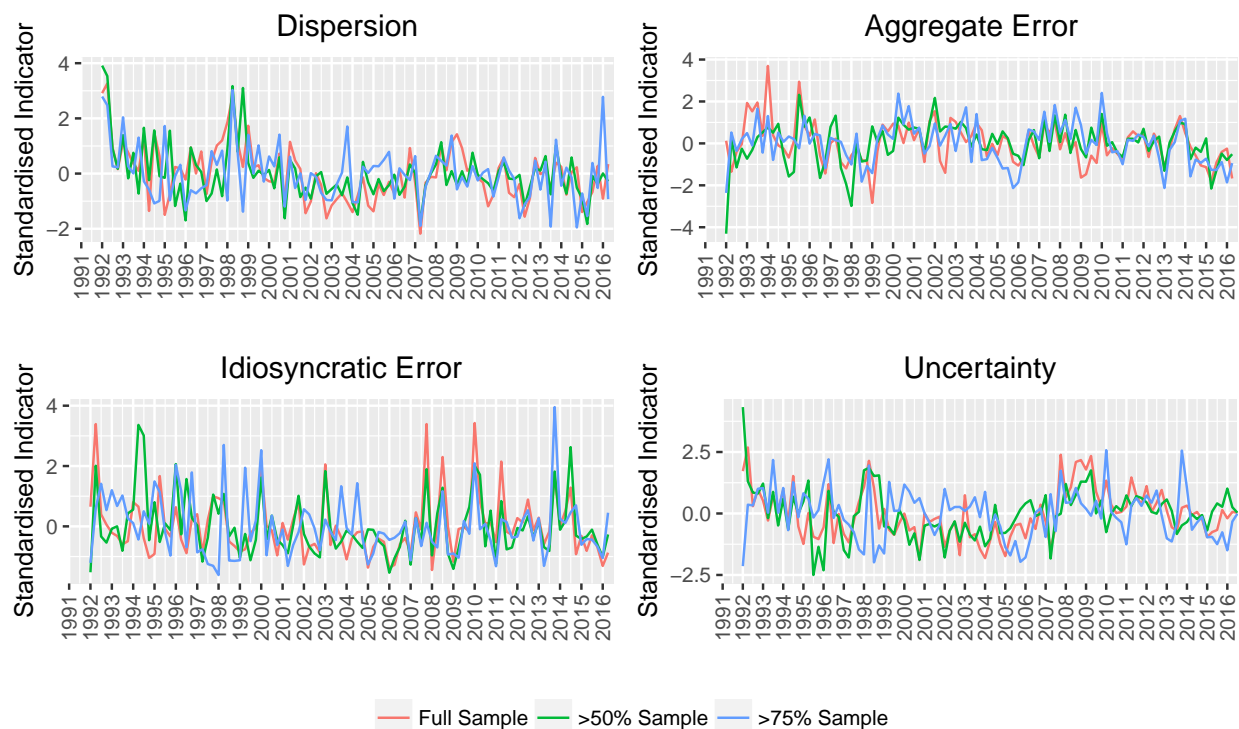 Dispersion
Standardised Indicator
4
2
0
−2
1991 1992 1993 1994 1995 1996 1997 1998 1999 2000 2001 2002 2003 2004 2005 2006 2007 2008 2009 2010 2011 2012 2013 2014 2015 2016
Aggregate Error
Standardised Indicator
4
2
0
−2
−4
1991 1992 1993 1994 1995 1996 1997 1998 1999 2000 2001 2002 2003 2004 2005 2006 2007 2008 2009 2010 2011 2012 2013 2014 2015 2016
Idiosyncratic Error
Standardised Indicator
4
2
0
1991 1992 1993 1994 1995 1996 1997 1998 1999 2000 2001 2002 2003 2004 2005 2006 2007 2008 2009 2010 2011 2012 2013 2014 2015 2016
Uncertainty
Standardised Indicator
2.5
0.0
−2.5
1991 1992 1993 1994 1995 1996 1997 1998 1999 2000 2001 2002 2003 2004 2005 2006 2007 2008 2009 2010 2011 2012 2013 2014 2015 2016
Full Sample >50% Sample >75% Sample